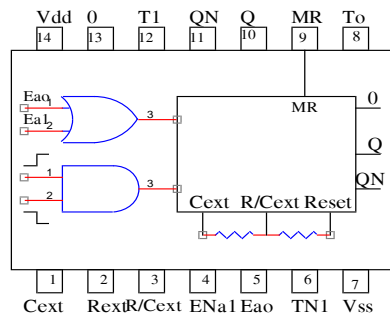 Vdd 0 T1 QN Q MR To
14 13 12 11 10 9 8
Eao 1
Ea1 2
3
MR
0
Q
QN
1
2
3
Cext R/Cext Reset
1 2 3 4 5 6 7
Cext Rext R/Cext ENa1 Eao TN1 Vss